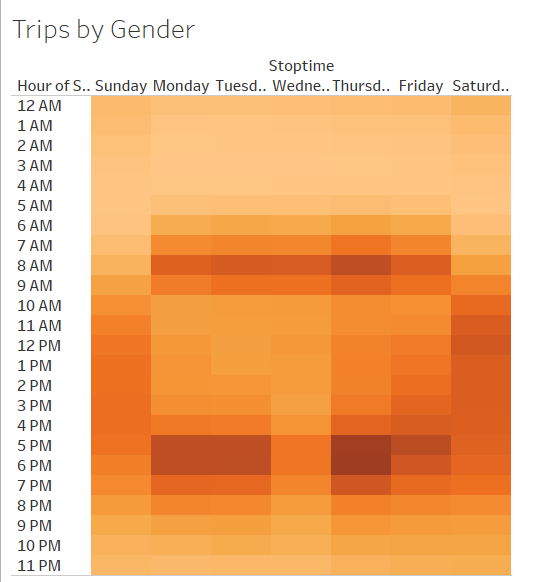 Trips by Gender
Stoptime
Hour of S.. Sunday Monday Tuesd.. Wedne.. Thursd.. Friday Saturd..
12 AM
1 AM
2 AM
3 AM
4 AM
5 AM
6 AM
7 AM
8 AM
9 AM
10 AM
11 AM
12 PM
1 PM
2 PM
3 PM
4 PM
5 PM
6 PM
7 PM
8 PM
9 PM
10 PM
11 PM